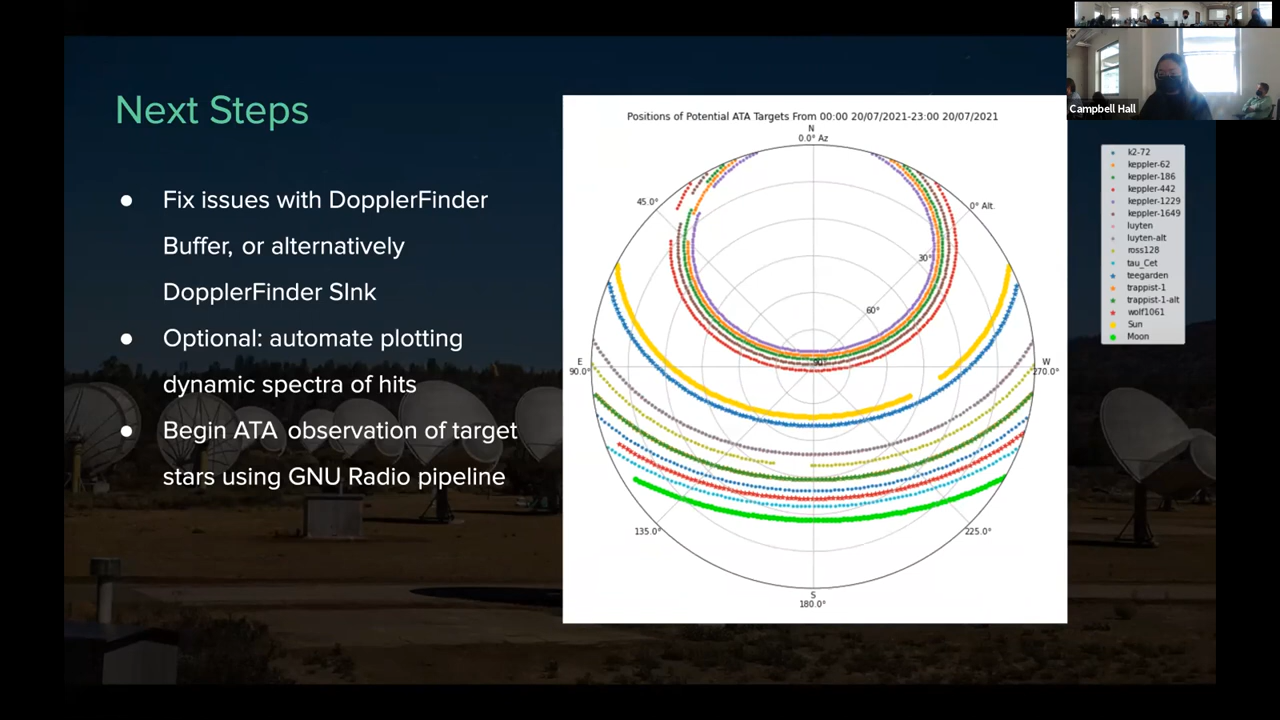 Next Steps
● Fix issues with DopplerFinder
Buffer, or alternatively
DopplerFinder SInk
● Optional: automate plotting
dynamic spectra of hits
● Begin ATA observation of target
stars using GNU Radio pipeline
Positions of Potential ATA Targets From 00:00 20/07/2021-23:00 20/07/2021
N
0.0° Az
45.0°
0° Alt.
30°
60°
90°
E
90.0°
W
270.0°
135.0°
225.0°
S
180.0°
Campbell Hall
k2-72
keppler-62
keppler-186
keppler-442
keppler-1229
keppler-1649
luyten
luyten-alt
ross128
tau_Cet
teegarden
trappist-1
trappist-1-alt
wolf1061
Sun
Moon